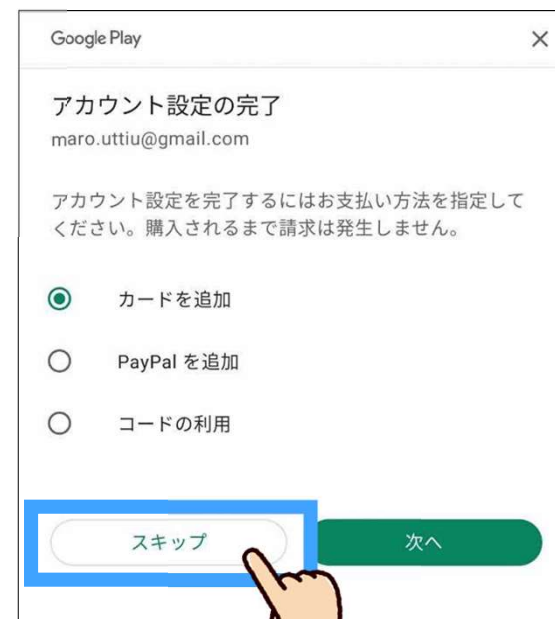 Google Play
アカウント設定の完了
maro.uttiu@gmail.com
アカウント設定を完了するにはお支払い方法を指定して
ください。購入されるまで請求は発生しません。
カードを追加
PayPal を追加
コードの利用
スキップ
次へ